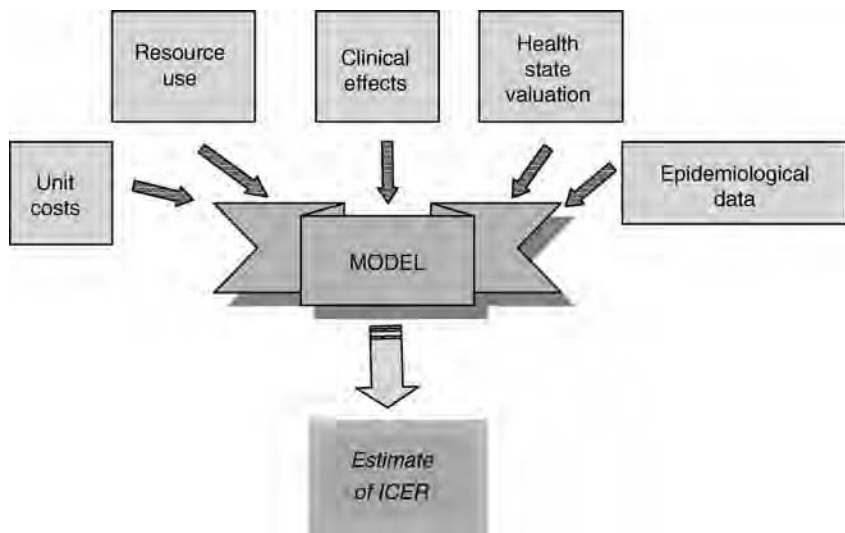 Resource
use
Clinical
effects
Health
state
valuation
Unit
costs
Epidemiological
data
MODEL
Estimate
of ICER